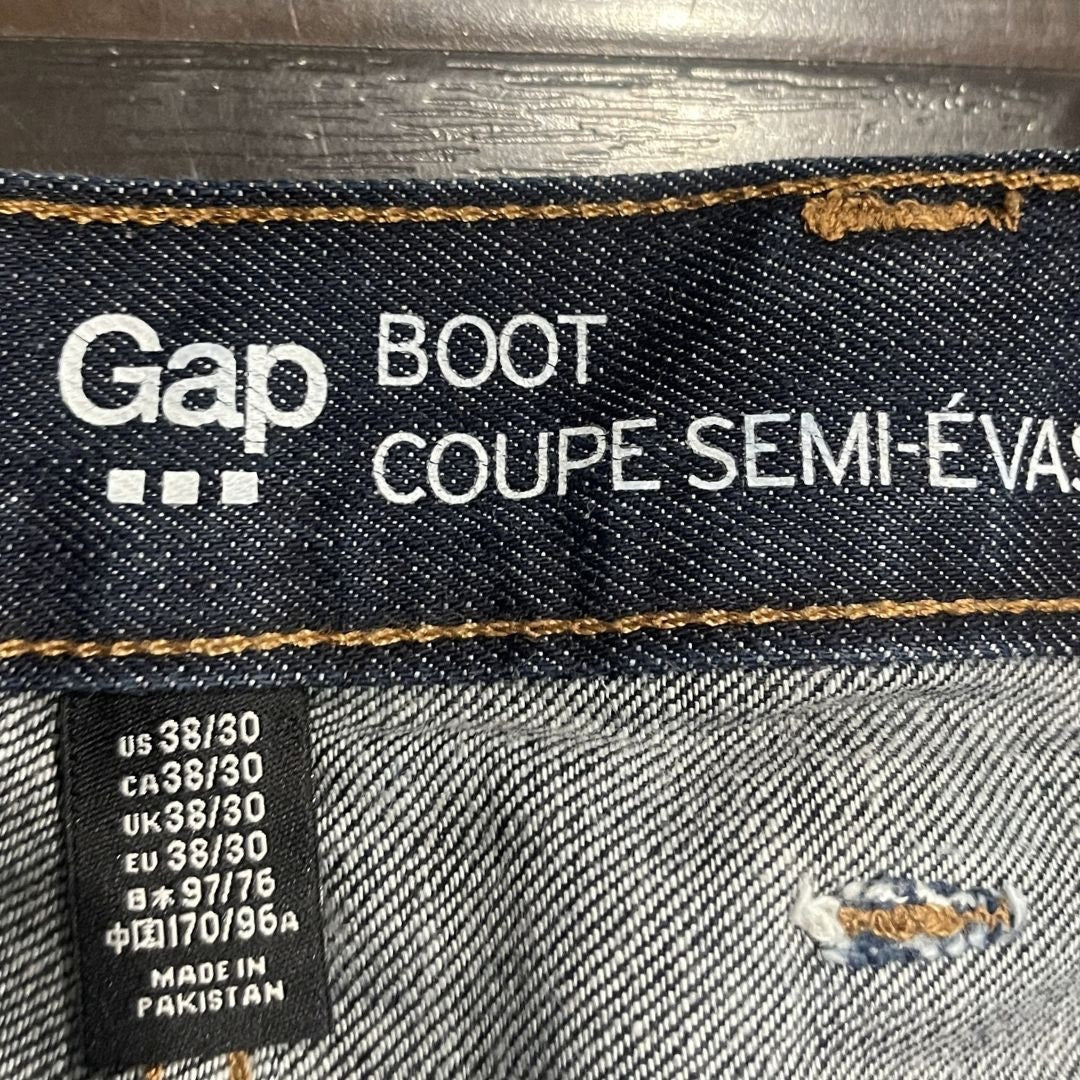 Gap
BOOT
COUPE SEMI-ÉVAS
US 38/30
CA 38/30
UK 38/30
EU 38/30
日本 97/76
中国 170/96A
MADE IN
PAKISTAN